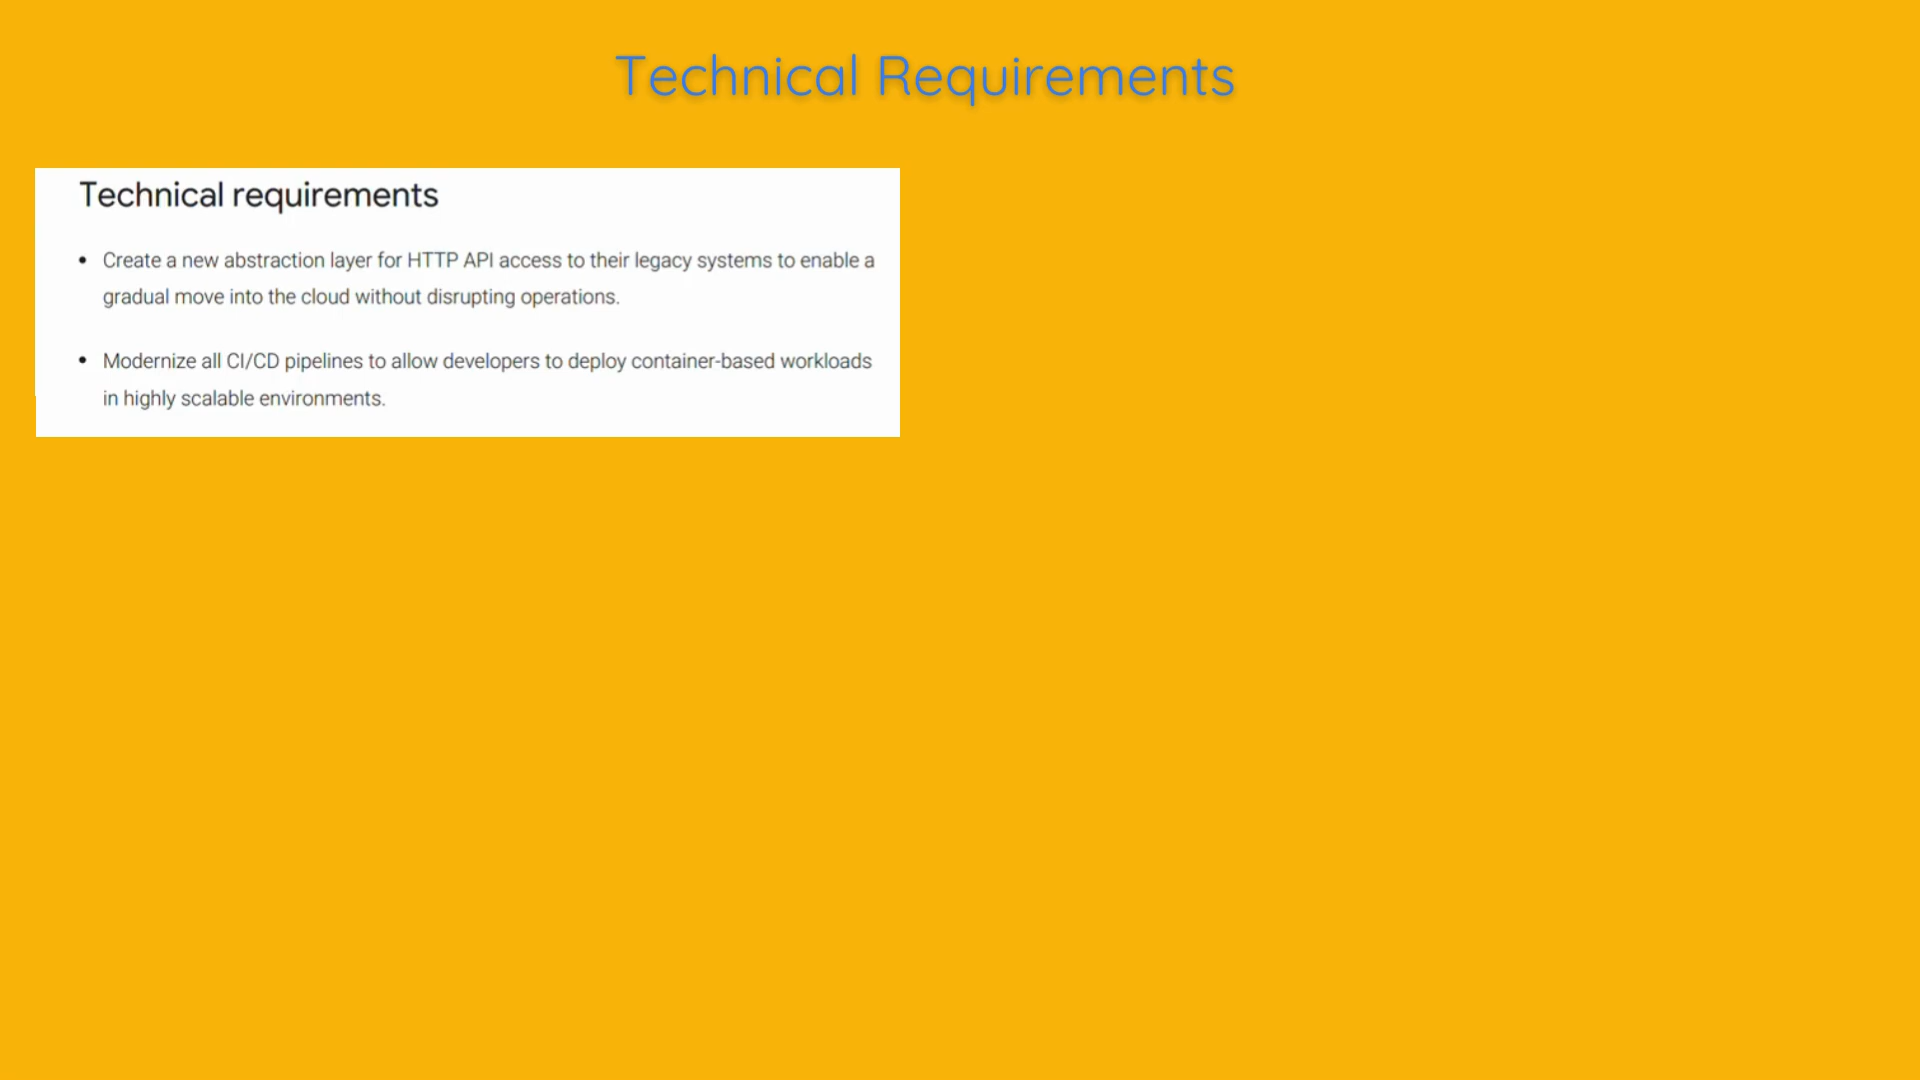 Technical Requirements
Technical requirements
• Create a new abstraction layer for HTTP API access to their legacy systems to enable a
gradual move into the cloud without disrupting operations.
• Modernize all CI/CD pipelines to allow developers to deploy container-based workloads
in highly scalable environments.